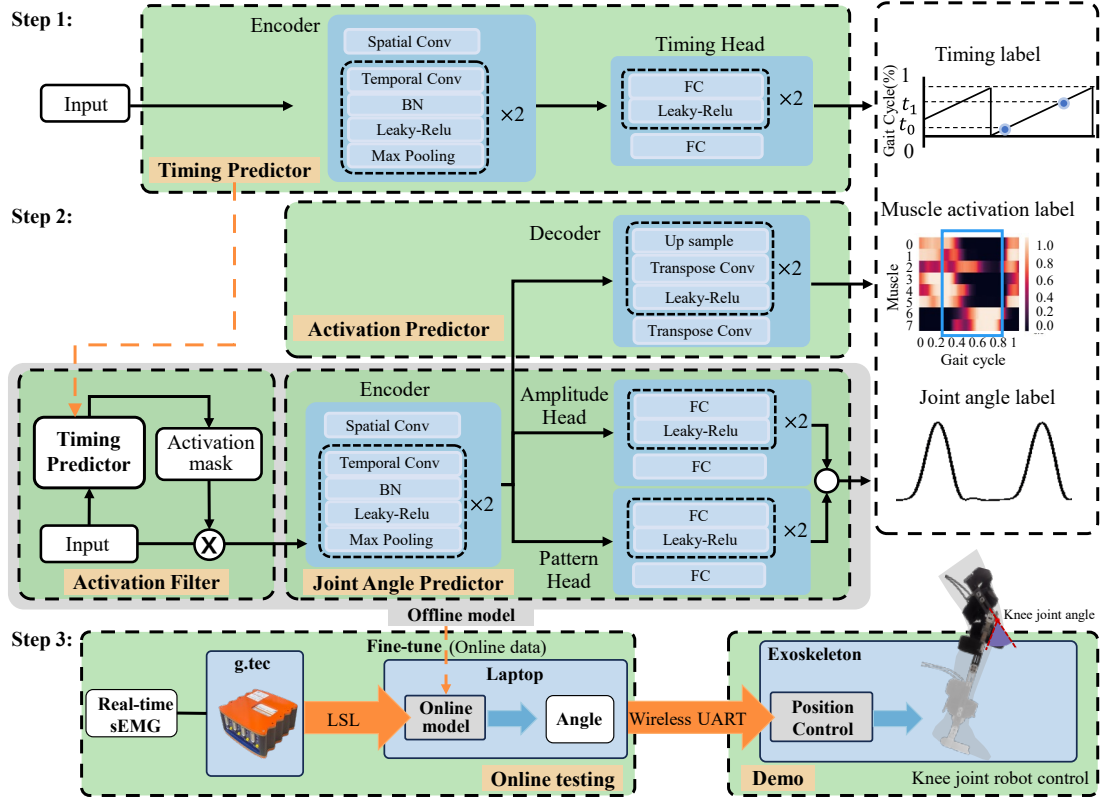 Step 1:
Encoder
Spatial Conv
Temporal Conv
BN
Leaky-Relu
Max Pooling
×2
Input
Timing Predictor
Timing Head
FC
Leaky-Relu
×2
FC
Timing label
Gait Cycle(%)
1
t₁
t₀
0
Step 2:
Decoder
Up sample
Transpose Conv
Leaky-Relu
×2
Transpose Conv
Activation Predictor
Muscle activation label
Muscle
0
1
2
3
4
5
6
7
1.0
0.8
0.6
0.4
0.2
0.0
0 0.2 0.4 0.6 0.8 1
Gait cycle
Timing Predictor
Activation mask
Input
X
Activation Filter
Encoder
Spatial Conv
Temporal Conv
BN
Leaky-Relu
Max Pooling
×2
Joint Angle Predictor
Amplitude Head
FC
Leaky-Relu
×2
FC
Pattern Head
FC
Leaky-Relu
×2
FC
Joint angle label
Offline model
Step 3:
Fine-tune (Online data)
Real-time sEMG
g.tec
LSL
Laptop
Online model
Angle
Online testing
Wireless UART
Exoskeleton
Position Control
Knee joint angle
Demo
Knee joint robot control